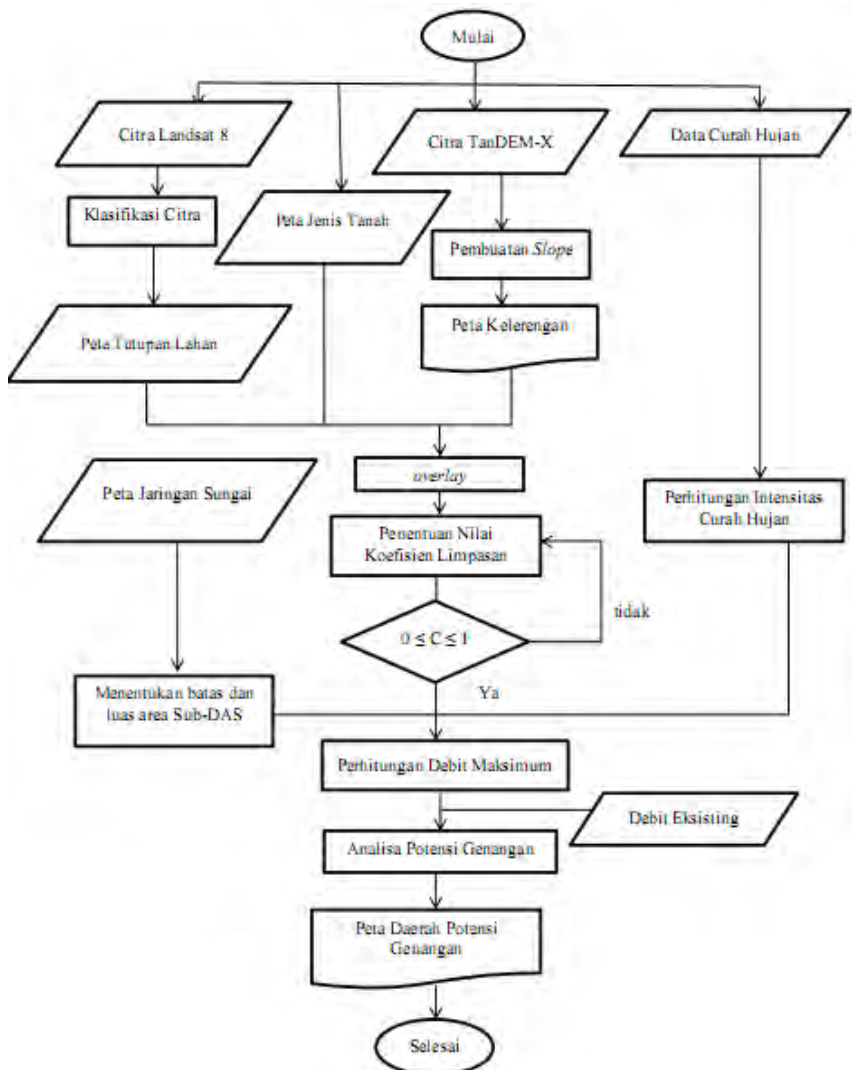 Mulai
Citra Landsat 8
Citra TanDEM-X
Data Curah Hujan
Klasifikasi Citra
Peta Jenis Tanah
Pembuatan Slope
Peta Tutupan Lahan
Peta Kelerengan
overlay
Peta Jaringan Sungai
Perhitungan Intensitas
Curah Hujan
Penentuan Nilai
Koefisien Limpasan
tidak
0 ≤ C ≤ 1
Ya
Menentukan batas dan
luas area Sub-DAS
Perhitungan Debit Maksimum
Debit Eksisting
Analisa Potensi Genangan
Peta Daerah Potensi
Genangan
Selesai